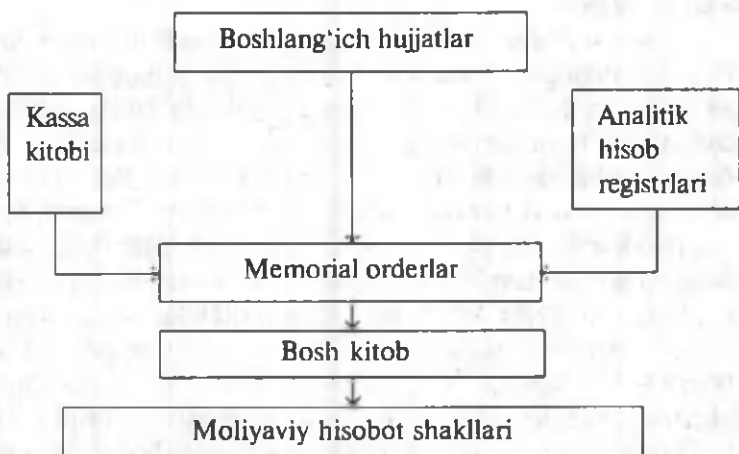 Boshlang‘ich hujjatlar
Kassa
kitobi
Analitik
hisob
registrlari
Memorial orderlar
Bosh kitob
Moliyaviy hisobot shakllari